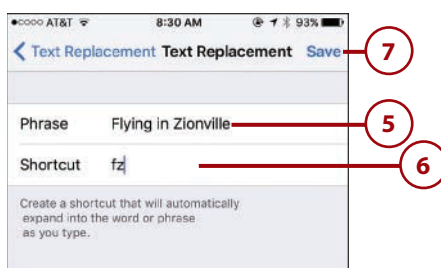 AT&T 8:30 AM 93%
Text Replacement Text Replacement Save 7
Phrase Flying in Zionville 5
Shortcut fz 6
Create a shortcut that will automatically
expand into the word or phrase
as you type.